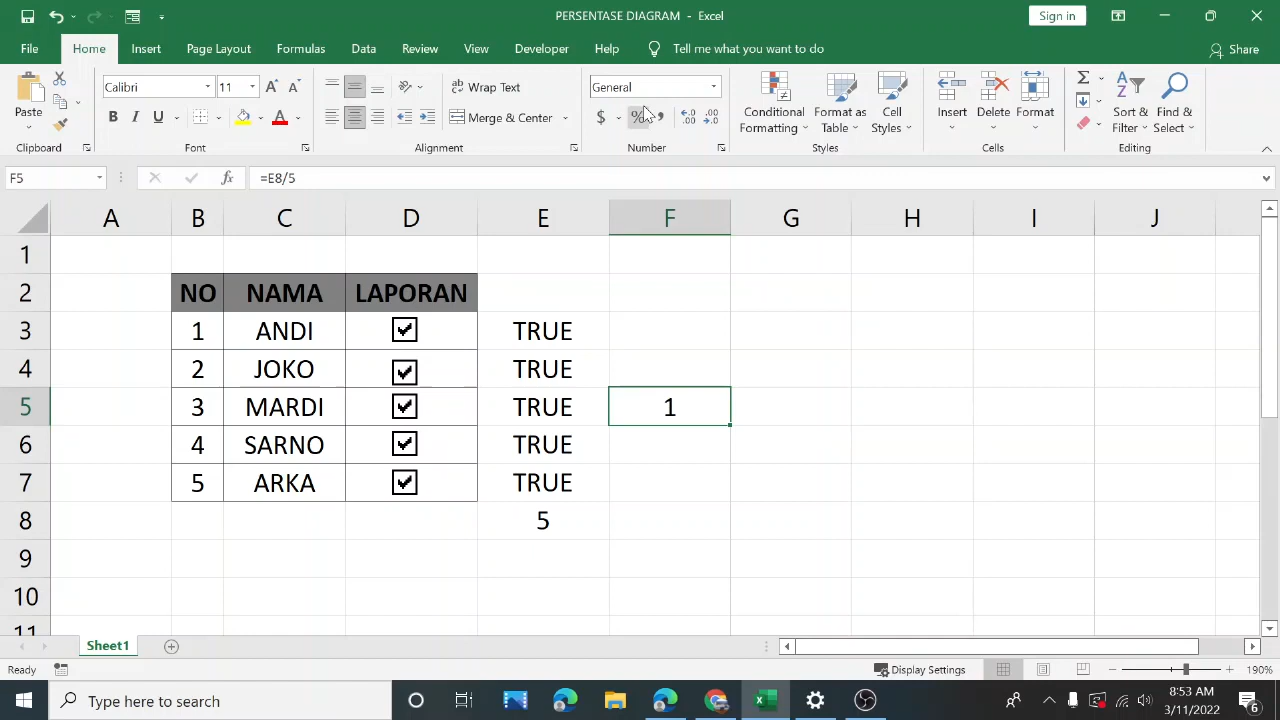 PERSENTASE DIAGRAM - Excel
Sign in
File Home Insert Page Layout Formulas Data Review View Developer Help Tell me what you want to do Share
Paste
Calibri 11
B I U
Wrap Text
Merge & Center
General
$ % ,
Conditional Formatting
Format as Table
Cell Styles
Insert Delete Format
Sort & Filter
Find & Select
Clipboard Font Alignment Number Styles Cells Editing
F5 fx =E8/5
A B C D E F G H I J
1
2 NO NAMA LAPORAN
3 1 ANDI TRUE
4 2 JOKO TRUE
5 3 MARDI TRUE 1
6 4 SARNO TRUE
7 5 ARKA TRUE
8 5
9
10
11
Sheet1
Ready Display Settings 190%
Type here to search
8:53 AM
3/11/2022
6